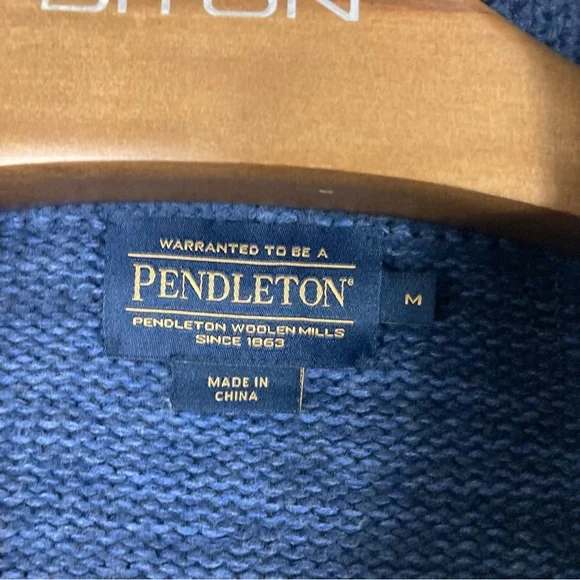 WARRANTED TO BE A
PENDLETON®
M
PENDLETON WOOLEN MILLS
SINCE 1863
MADE IN
CHINA